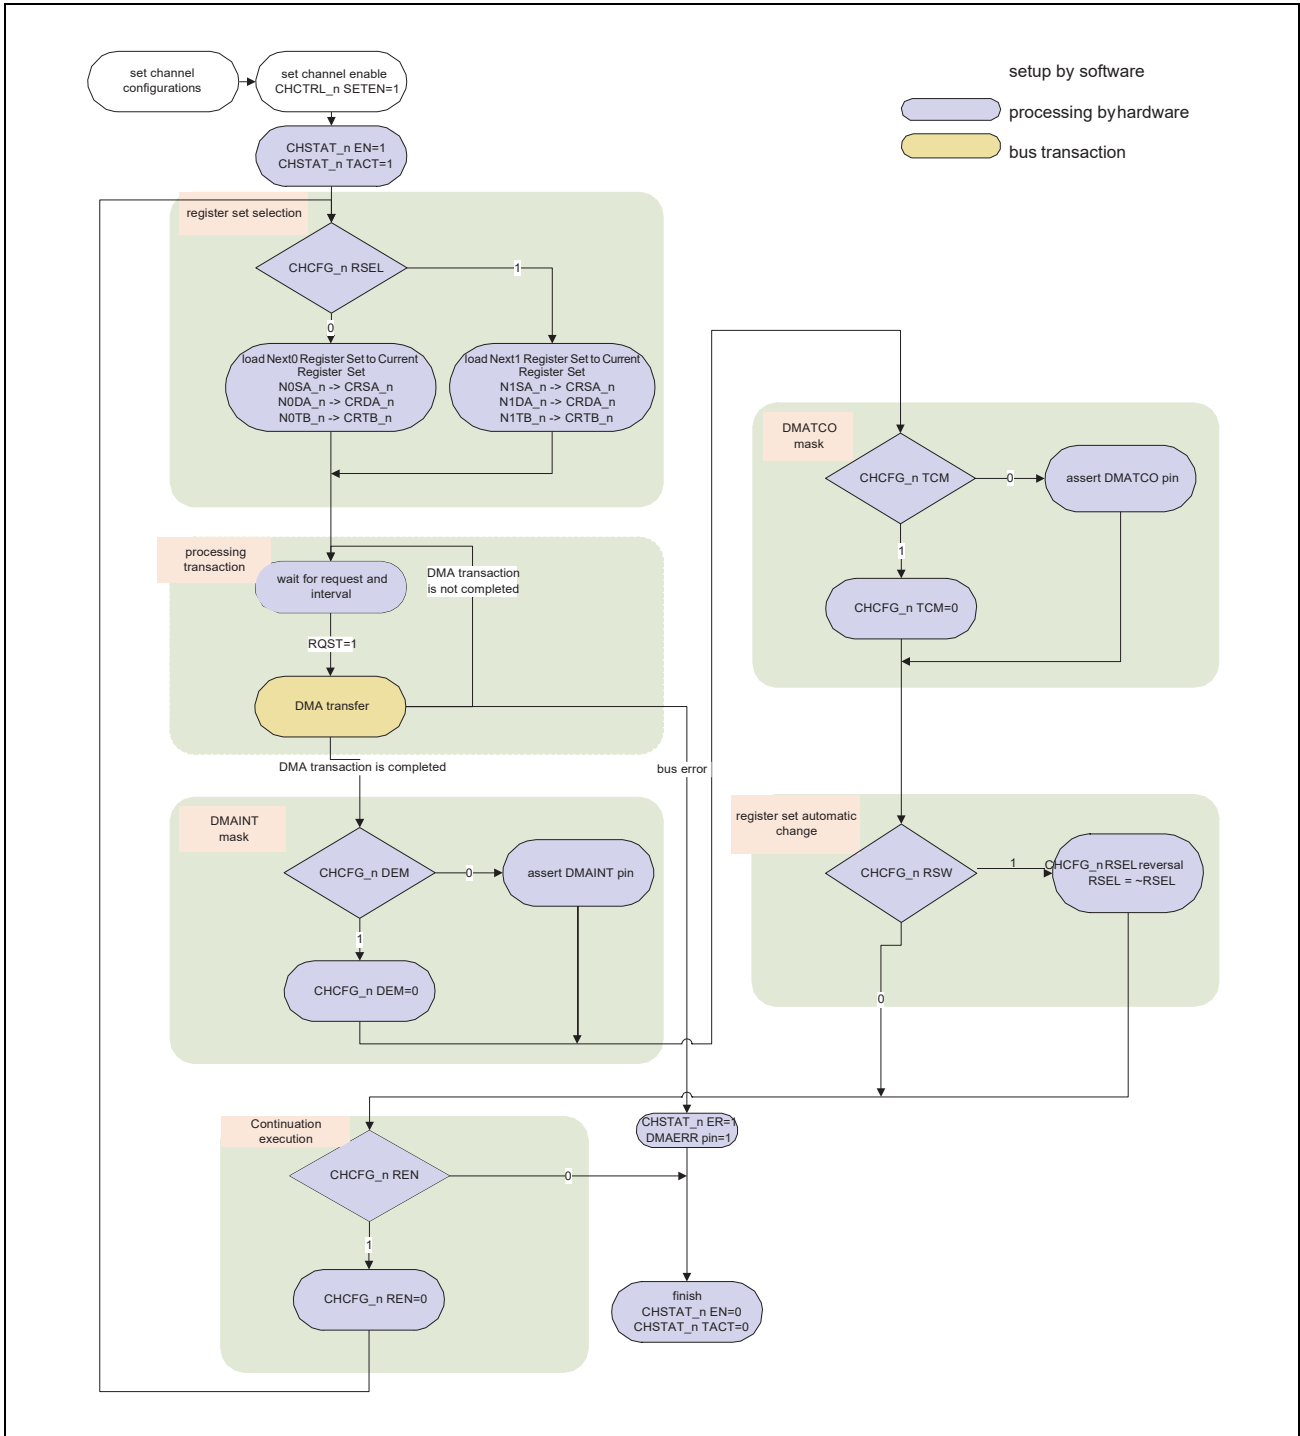 set channel
configurations
set channel enable
CHCTRL_n SETEN=1
setup by software
processing by hardware
bus transaction
CHSTAT_n EN=1
CHSTAT_n TACT=1
register set selection
CHCFG_n RSEL
1
0
load Next0 Register Set to Current
Register Set
N0SA_n -> CRSA_n
N0DA_n -> CRDA_n
N0TB_n -> CRTB_n
load Next1 Register Set to Current
Register Set
N1SA_n -> CRSA_n
N1DA_n -> CRDA_n
N1TB_n -> CRTB_n
processing
transaction
wait for request and
interval
DMA transaction
is not completed
RQST=1
DMA transfer
DMA transaction is completed
bus error
DMAINT
mask
CHCFG_n DEM
0
assert DMAINT pin
1
CHCFG_n DEM=0
DMATCO
mask
CHCFG_n TCM
0
assert DMATCO pin
1
CHCFG_n TCM=0
register set automatic
change
CHCFG_n RSW
1
CHCFG_n RSEL reversal
RSEL = ~RSEL
0
Continuation
execution
CHCFG_n REN
0
1
CHCFG_n REN=0
CHSTAT_n ER=1
DMAERR pin=1
finish
CHSTAT_n EN=0
CHSTAT_n TACT=0